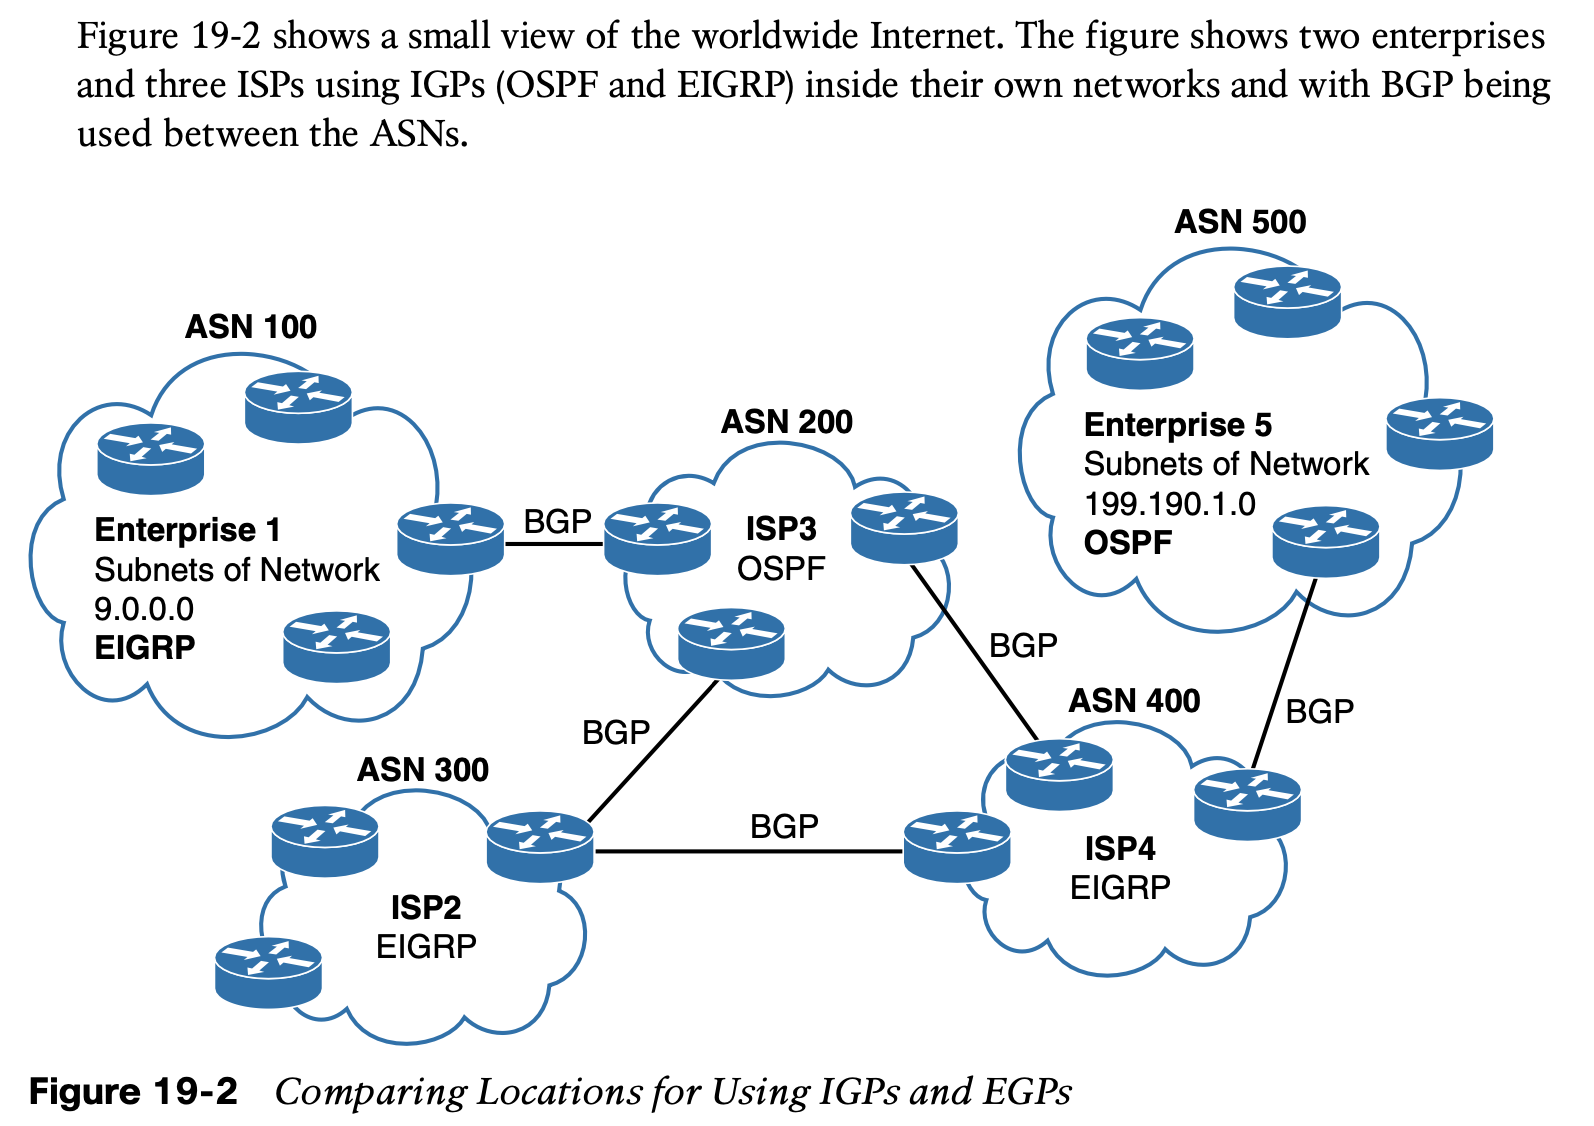 Figure 19-2 shows a small view of the worldwide Internet. The figure shows two enterprises
and three ISPs using IGPs (OSPF and EIGRP) inside their own networks and with BGP being
used between the ASNs.
ASN 500
ASN 100
Enterprise 5
Subnets of Network
199.190.1.0
OSPF
ASN 200
Enterprise 1
Subnets of Network
9.0.0.0
EIGRP
BGP
ISP3
OSPF
BGP
BGP
ASN 400
BGP
ASN 300
BGP
ISP4
EIGRP
ISP2
EIGRP
Figure 19-2 Comparing Locations for Using IGPs and EGPs